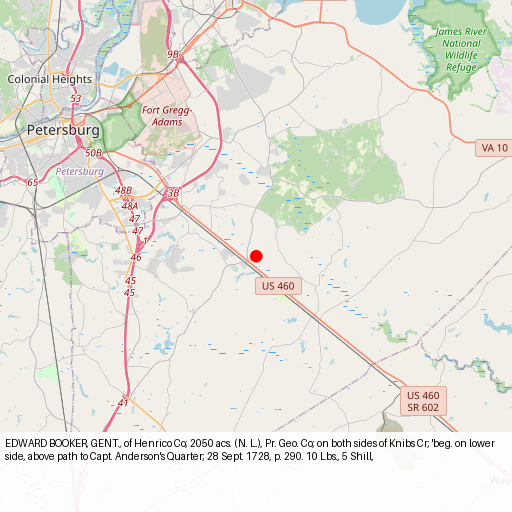 9B
James River
National
Wildlife
Refuge
Colonial Heights
53
Fort Gregg-
Adams
Petersburg
VA 10
50B
Petersburg
65
48B
3B
48A
47
47
1
46
45
45
US 460
41
US 460
SR 602
EDWARD BOOKER, GENT., of Henrico Co; 2050 acs. (N. L.), Pr. Geo. Co; on both sides of Knibs Cr; 'beg. on lower
side, above path to Capt. Anderson's Quarter; 28 Sept. 1728, p. 290. 10 Lbs, 5 Shill,